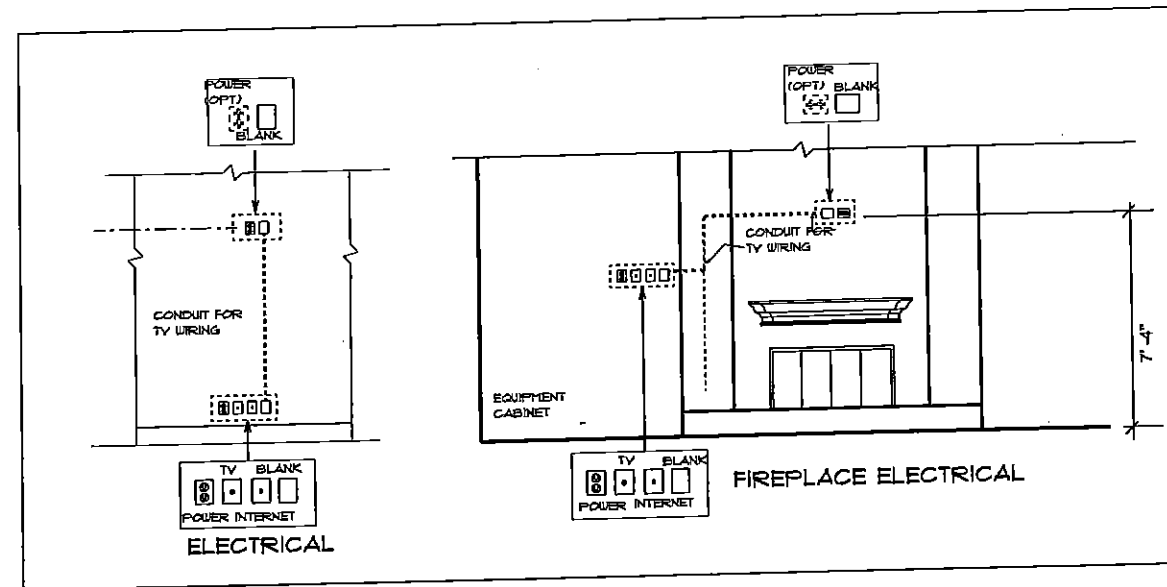 POWER
(OPT)
BLANK
CONDUIT FOR
TV WIRING
TV BLANK
POWER INTERNET
ELECTRICAL
POWER
(OPT) BLANK
CONDUIT FOR
TV WIRING
7'-4"
EQUIPMENT
CABINET
TV BLANK
POWER INTERNET
FIREPLACE ELECTRICAL